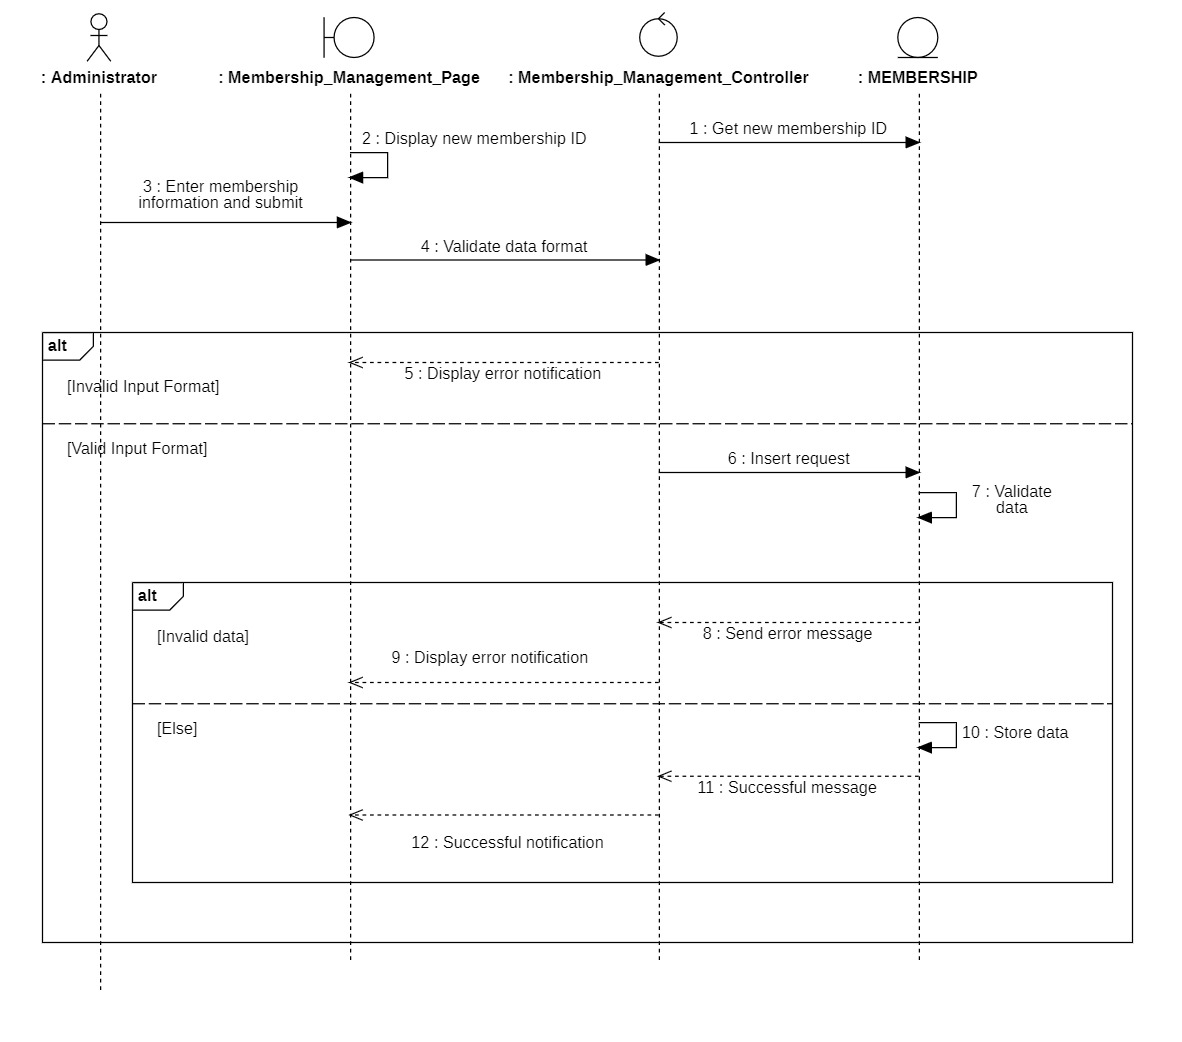 : Administrator
: Membership_Management_Page
: Membership_Management_Controller
: MEMBERSHIP
1 : Get new membership ID
2 : Display new membership ID
3 : Enter membership
information and submit
4 : Validate data format
alt
5 : Display error notification
[Invalid Input Format]
[Valid Input Format]
6 : Insert request
7 : Validate
data
alt
[Invalid data]
8 : Send error message
9 : Display error notification
[Else]
10 : Store data
11 : Successful message
12 : Successful notification